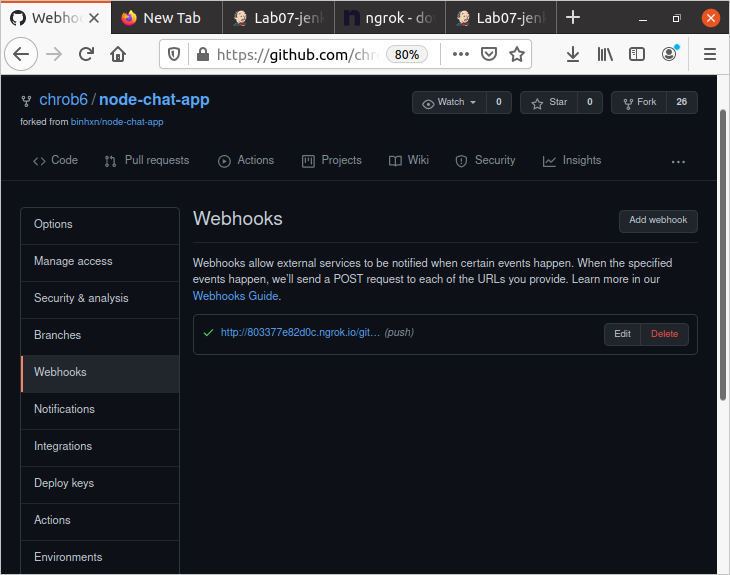 Webho
New Tab
Lab07-jenk
ngrok - do
Lab07-jenk
https://github.com/chr
80%
chrob6 / node-chat-app
forked from binhxn/node-chat-app
Watch 0
Star 0
Fork 26
Code
Pull requests
Actions
Projects
Wiki
Security
Insights
Options
Manage access
Security & analysis
Branches
Webhooks
Notifications
Integrations
Deploy keys
Actions
Environments
Webhooks
Add webhook
Webhooks allow external services to be notified when certain events happen. When the specified
events happen, we'll send a POST request to each of the URLs you provide. Learn more in our
Webhooks Guide.
http://803377e82d0c.ngrok.io/git... (push)
Edit
Delete